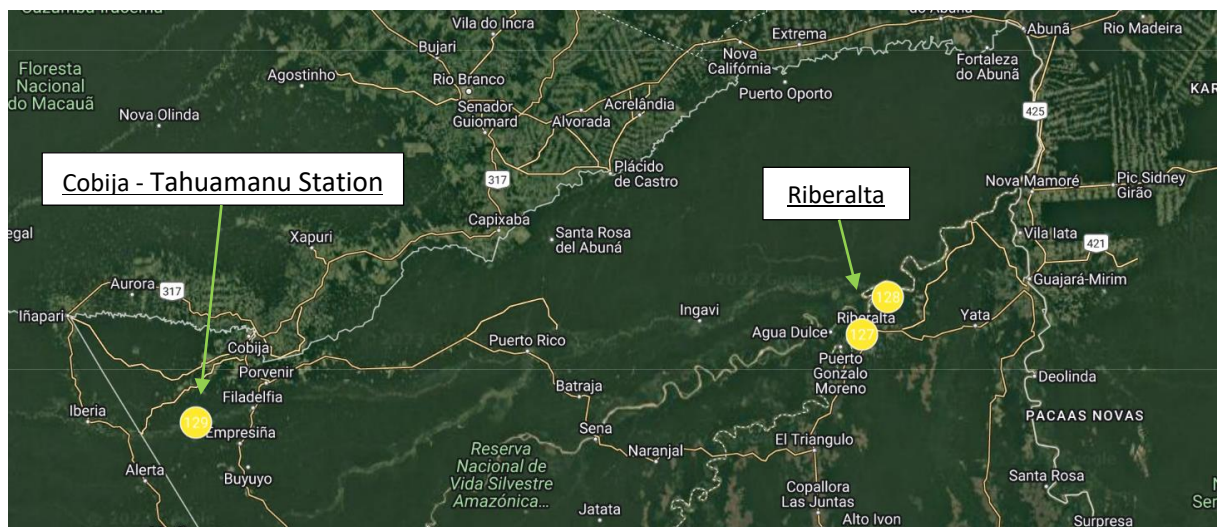 Vila do Incra
Bujari
Extrema
Abunã
Rio Madeira
Floresta
Nacional
do Macauã
Agostinho
Rio Branco
Nova
Califórnia
Fortaleza
do Abunã
Nova Olinda
Senador
Guiomard
Acrelândia
Alvorada
Puerto Oporto
425
KAR
Cobija - Tahuamanu Station
317
Plácido
de Castro
Riberalta
Nova Mamoré
Pic Sidney
Girão
egal
Xapuri
Capixaba
Santa Rosa
del Abuná
Vila Iata
421
Aurora
317
Guajará-Mirim
Iñapari
Ingavi
128
Riberalta
Agua Dulce
127
Yata
Cobija
Puerto Rico
Puerto
Gonzalo
Moreno
Porvenir
Batraja
Deolinda
Filadelfia
Iberia
129
Empresiña
Sena
PACAAS NOVAS
Naranjal
El Triangulo
Alerta
Buyuyo
Reserva
Nacional de
Vida Silvestre
Amazónica...
Copallora
Las Juntas
Santa Rosa
Jatata
Alto Ivon
Surpresa